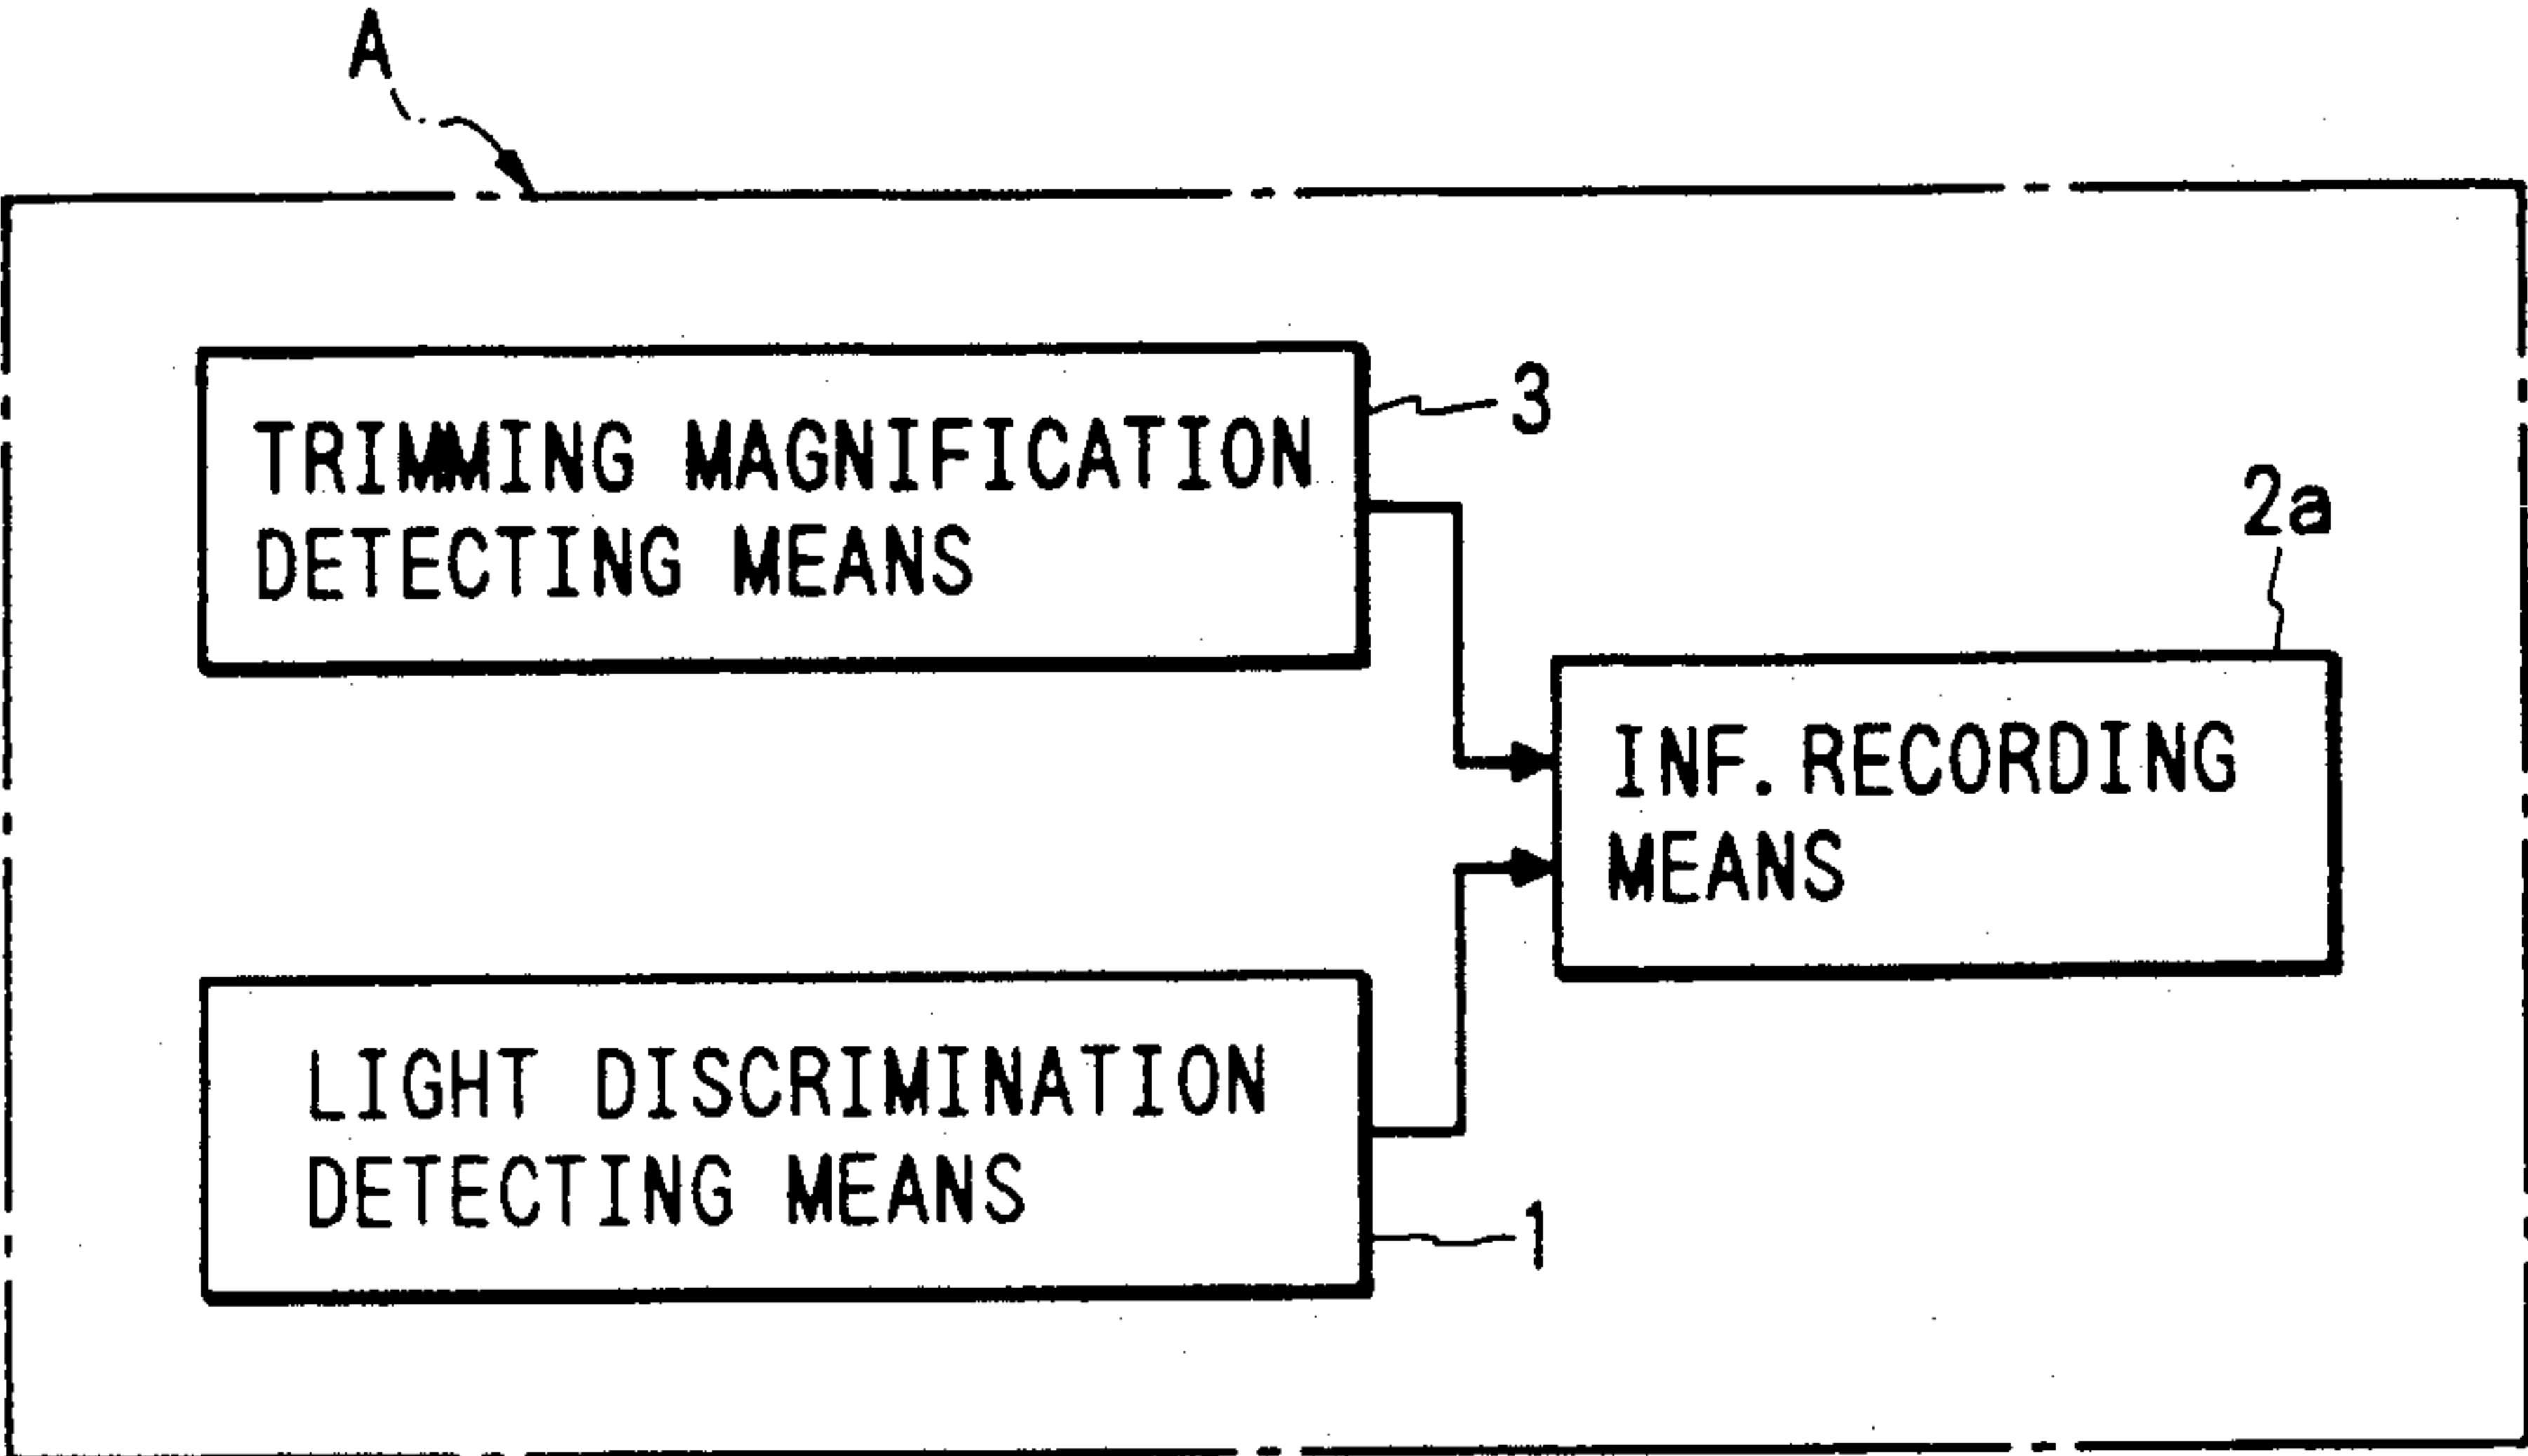 A
3
TRIMMING MAGNIFICATION
DETECTING MEANS
2a
INF. RECORDING
MEANS
LIGHT DISCRIMINATION
DETECTING MEANS
1